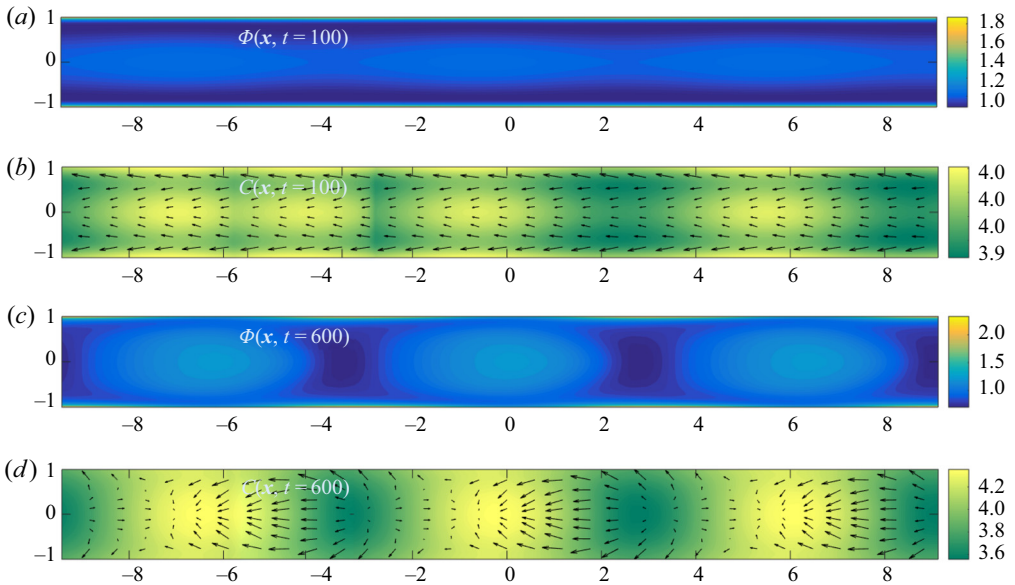 (a)
1
0
–1
Φ(x, t = 100)
–8 –6 –4 –2 0 2 4 6 8
1.8
1.6
1.4
1.2
1.0
(b)
1
0
–1
C(x, t = 100)
–8 –6 –4 –2 0 2 4 6 8
4.0
4.0
4.0
3.9
(c)
1
0
–1
Φ(x, t = 600)
–8 –6 –4 –2 0 2 4 6 8
2.0
1.5
1.0
(d)
1
0
–1
C(x, t = 600)
–8 –6 –4 –2 0 2 4 6 8
4.2
4.0
3.8
3.6